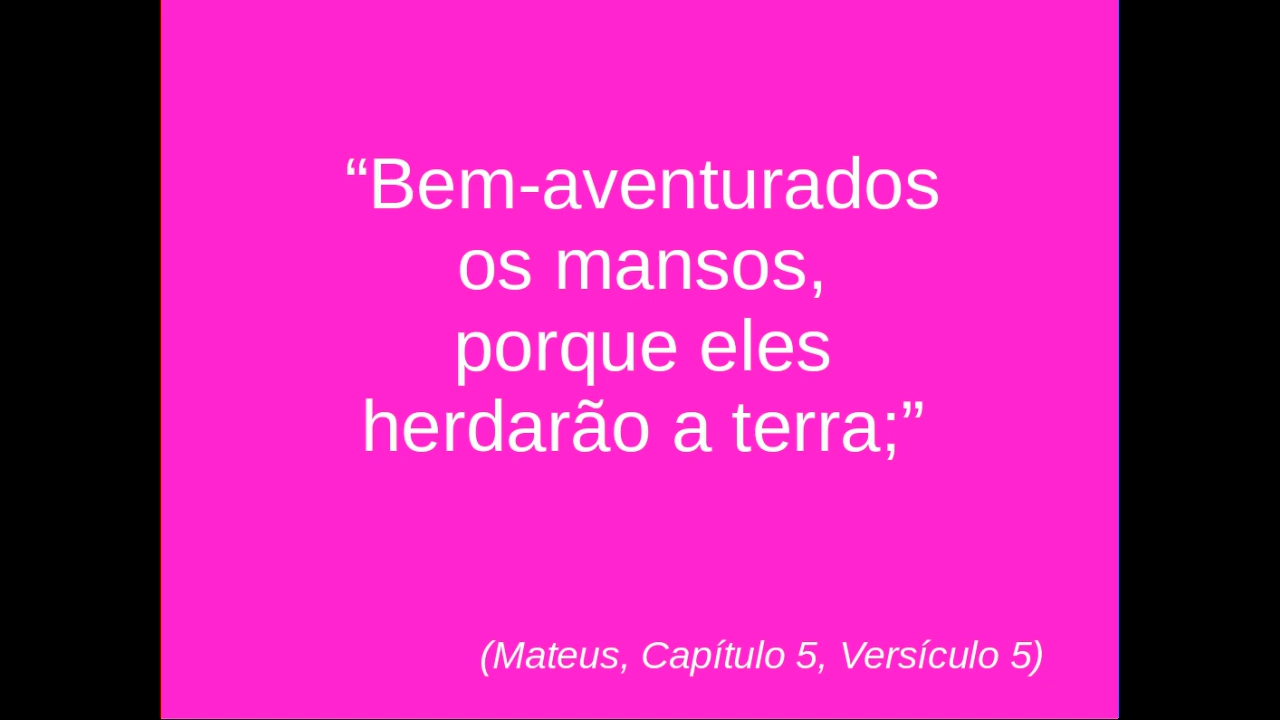 “Bem-aventurados
os mansos,
porque eles
herdarão a terra;”
(Mateus, Capítulo 5, Versículo 5)